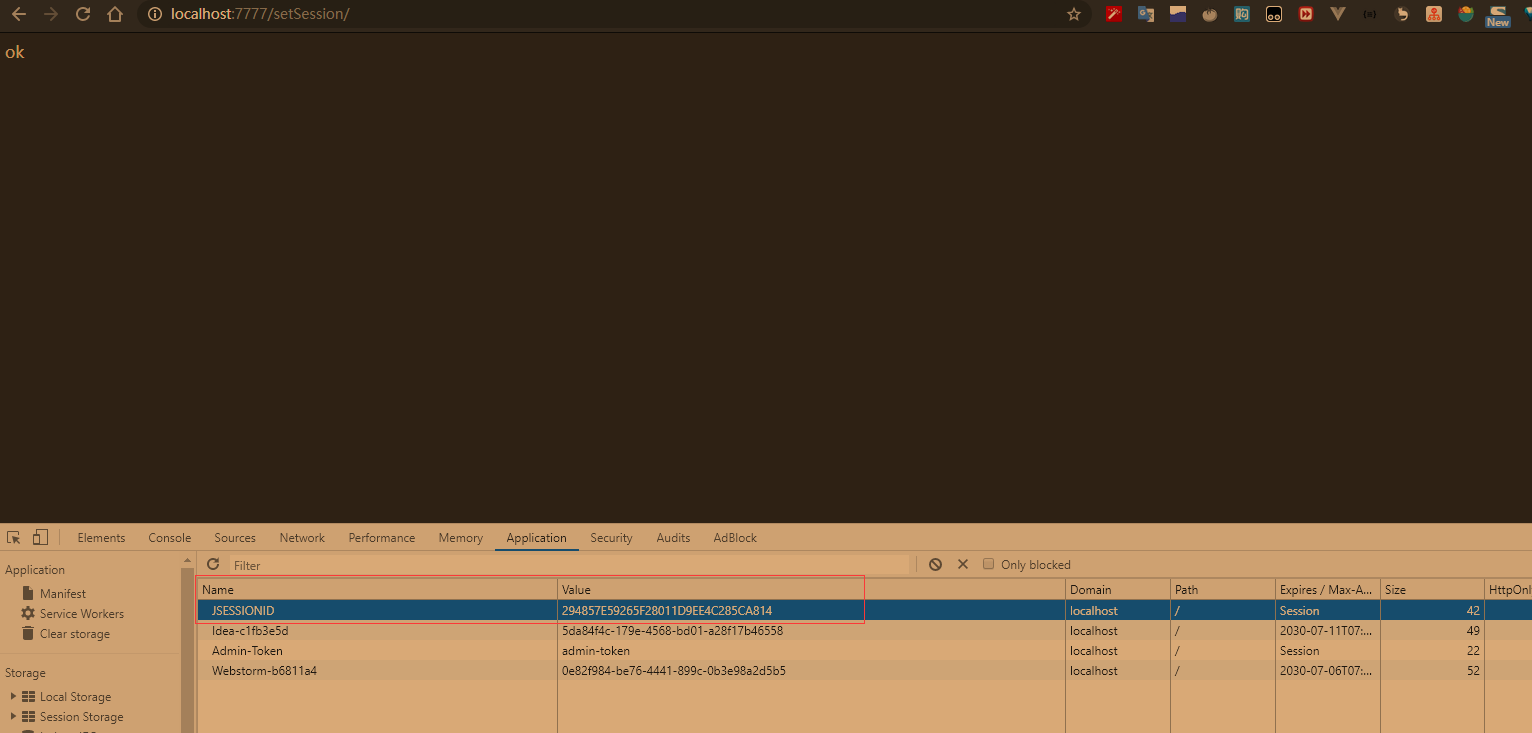 localhost:7777/setSession/
New
ok
Elements Console Sources Network Performance Memory Application Security Audits AdBlock
Application
Manifest
Service Workers
Clear storage
Storage
Local Storage
Session Storage
Filter Only blocked
Name Value Domain Path Expires / Max-A... Size HttpOnl
JSESSIONID 294857E59265F28011D9EE4C285CA814 localhost / Session 42
Idea-c1fb3e5d 5da84f4c-179e-4568-bd01-a28f17b46558 localhost / 2030-07-11T07:... 49
Admin-Token admin-token localhost / Session 22
Webstorm-b6811a4 0e82f984-be76-4441-899c-0b3e98a2d5b5 localhost / 2030-07-06T07:... 52